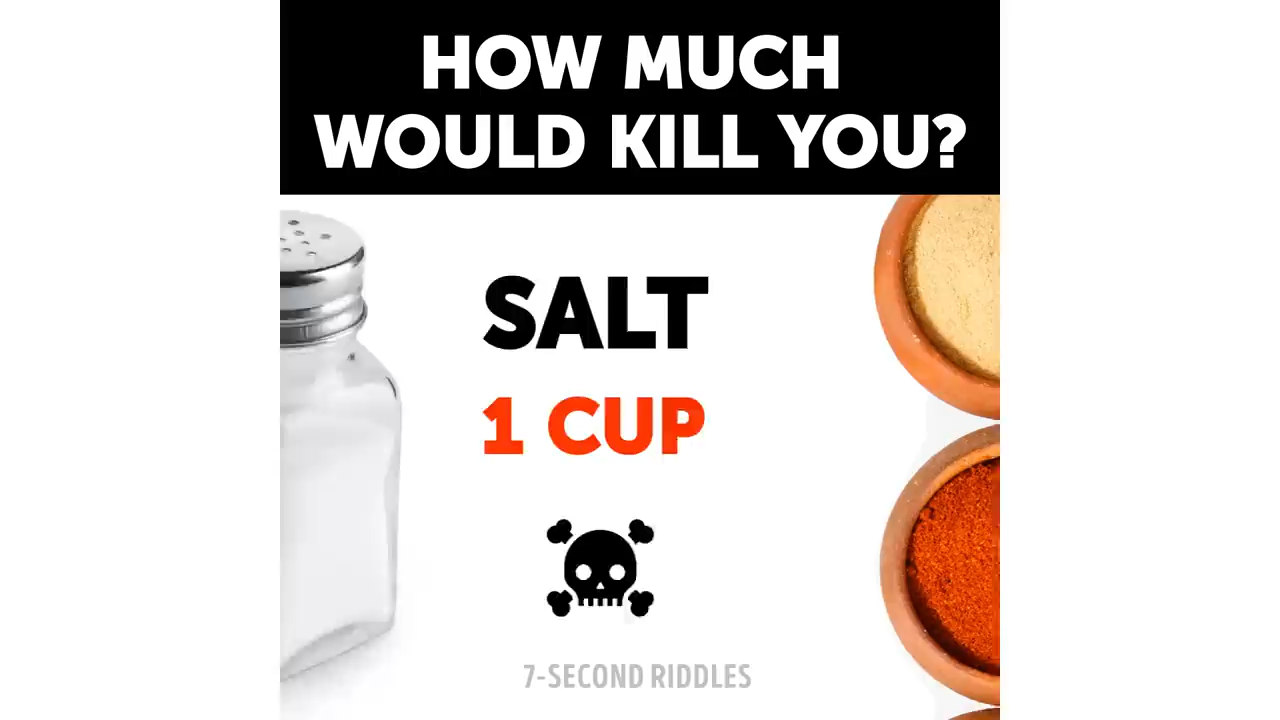 HOW MUCH
WOULD KILL YOU?
SALT
1 CUP
7-SECOND RIDDLES